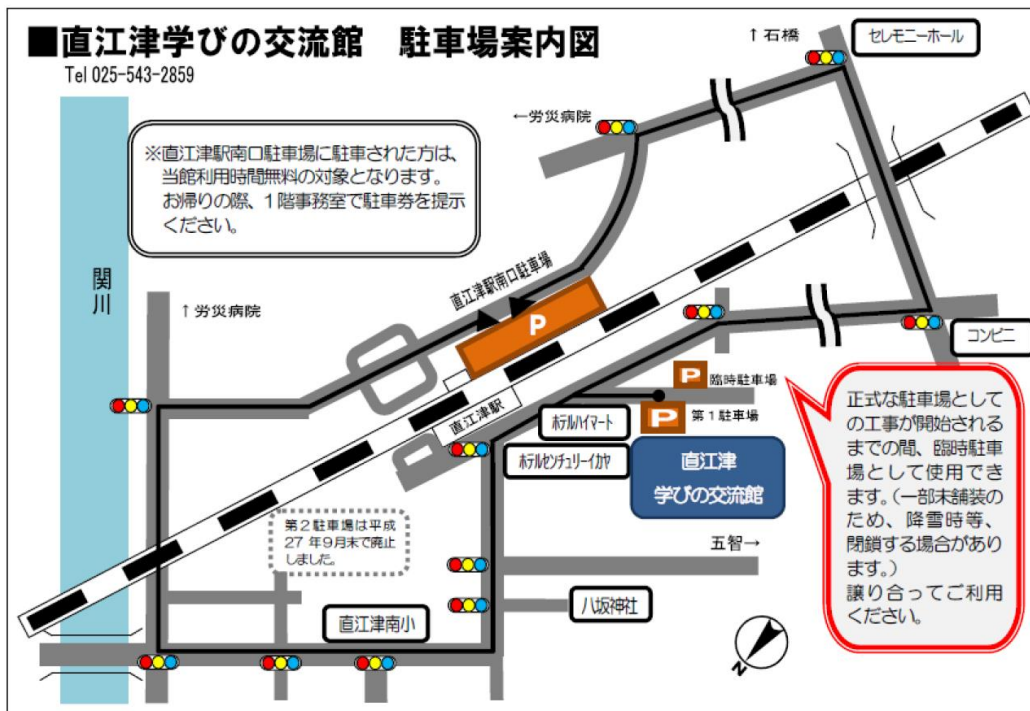 ■直江津学びの交流館　駐車場案内図
Tel 025-543-2859
↑石橋
セレモニーホール
←労災病院
※直江津駅南口駐車場に駐車された方は、
当館利用時間無料の対象となります。
お帰りの際、1階事務室で駐車券を提示
ください。
関川
↑労災病院
直江津駅南口駐車場
P
コンビニ
P 臨時駐車場
P 第1駐車場
直江津駅
ホテルハイマート
ホテルセンチュリーイカヤ
直江津
学びの交流館
正式な駐車場として
の工事が開始される
までの間、臨時駐車
場として使用でき
ます。(一部未舗装の
ため、降雪時等、
閉鎖する場合があり
ます。)
譲り合ってご利用
ください。
第2駐車場は平成
27年9月末で廃止
しました。
五智→
八坂神社
直江津南小
N